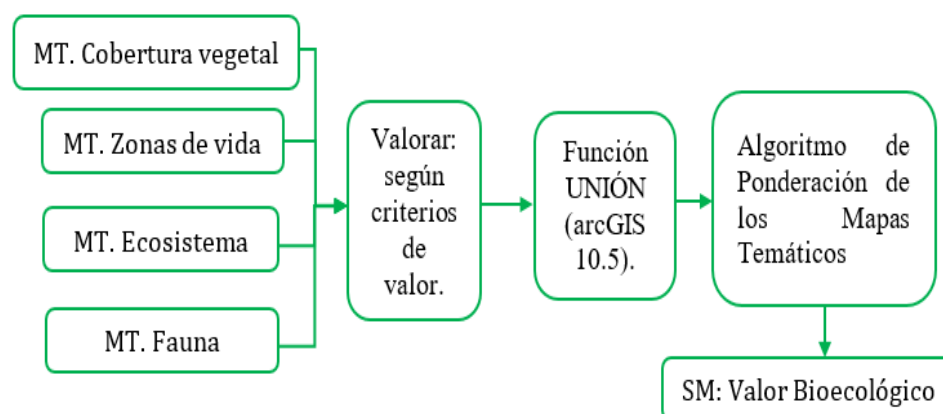 MT. Cobertura vegetal
MT. Zonas de vida
MT. Ecosistema
MT. Fauna
Valorar:
según
criterios
de
valor.
Función
UNIÓN
(arcGIS
10.5).
Algoritmo de
Ponderación de
los Mapas
Temáticos
SM: Valor Bioecológico